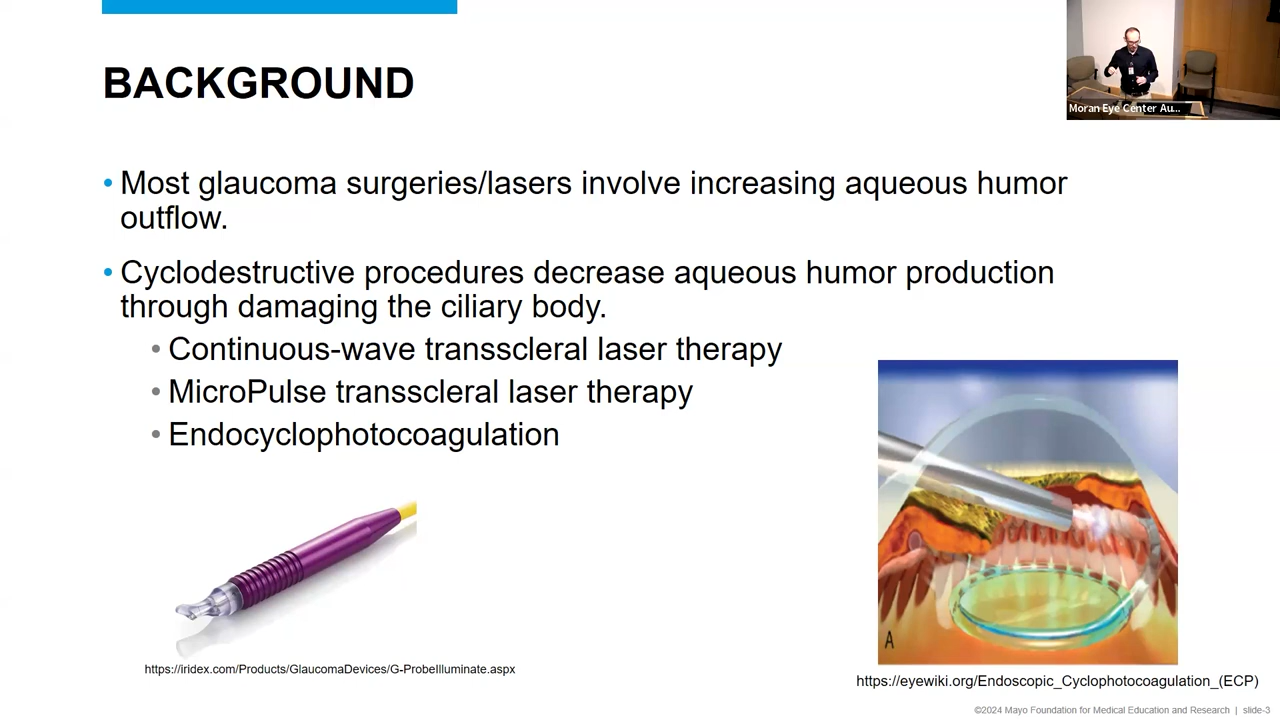 Moran Eye Center Au...
BACKGROUND
• Most glaucoma surgeries/lasers involve increasing aqueous humor
outflow.
• Cyclodestructive procedures decrease aqueous humor production
through damaging the ciliary body.
• Continuous-wave transscleral laser therapy
• MicroPulse transscleral laser therapy
• Endocyclophotocoagulation
A
https://iridex.com/Products/GlaucomaDevices/G-ProbeIlluminate.aspx
https://eyewiki.org/Endoscopic_Cyclophotocoagulation_(ECP)
©2024 Mayo Foundation for Medical Education and Research | slide-3